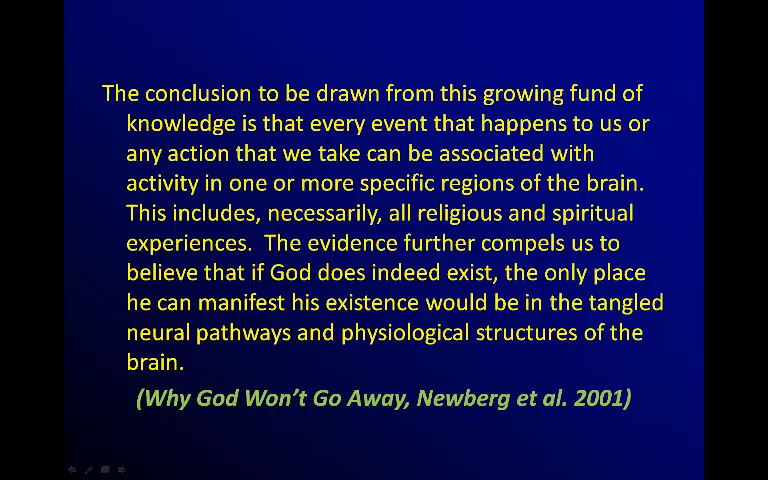 The conclusion to be drawn from this growing fund of
knowledge is that every event that happens to us or
any action that we take can be associated with
activity in one or more specific regions of the brain.
This includes, necessarily, all religious and spiritual
experiences.  The evidence further compels us to
believe that if God does indeed exist, the only place
he can manifest his existence would be in the tangled
neural pathways and physiological structures of the
brain.
(Why God Won't Go Away, Newberg et al. 2001)